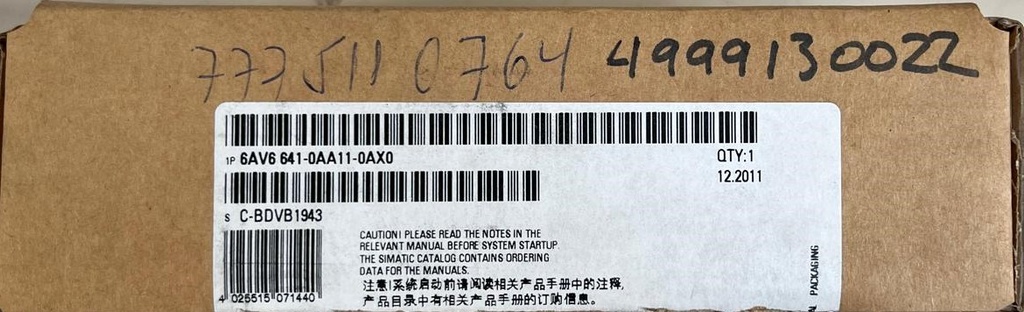 777511 0764 4999130022
1P 6AV6 641-0AA11-0AX0
QTY:1
12.2011
S C-BDVB1943
CAUTION! PLEASE READ THE NOTES IN THE
RELEVANT MANUAL BEFORE SYSTEM STARTUP.
THE SIMATIC CATALOG CONTAINS ORDERING
DATA FOR THE MANUALS.
注意!系统启动前请阅读相关产品手册中的注释,
产品目录中有相关产品手册的订购信息。
4 025515 071440
PACKAGING